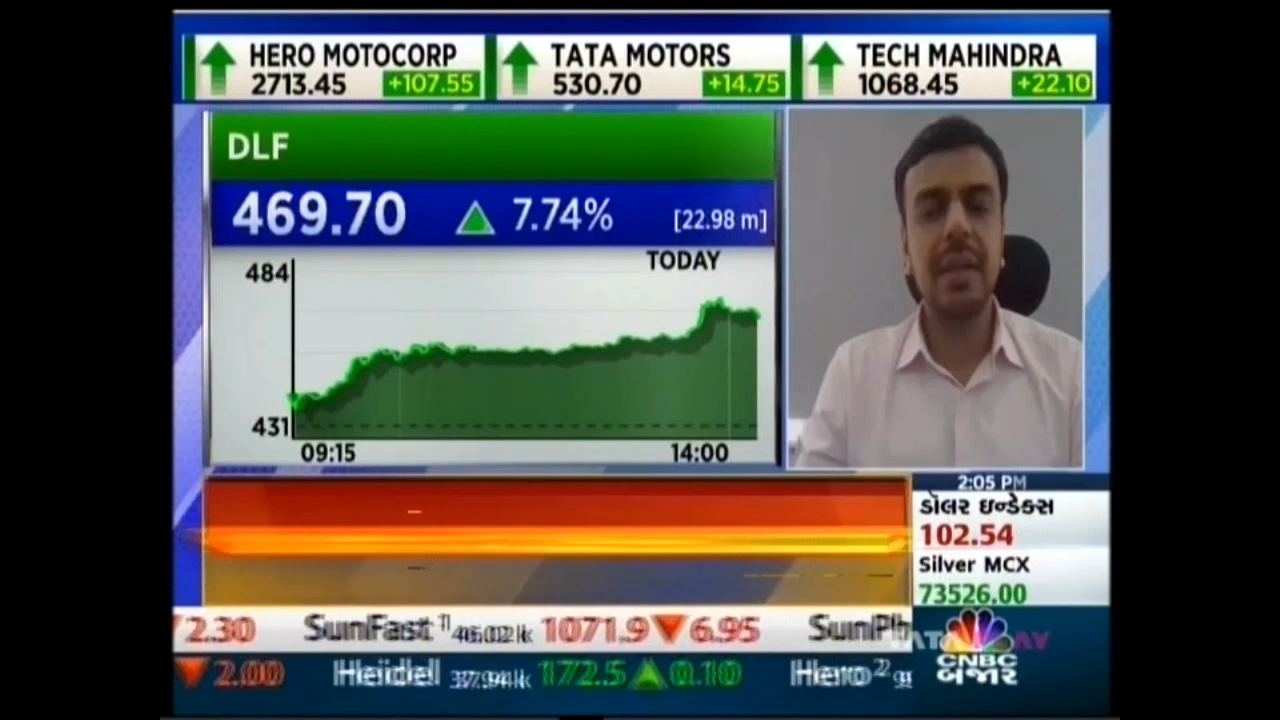 HERO MOTOCORP
2713.45 +107.55
TATA MOTORS
530.70 +14.75
TECH MAHINDRA
1068.45 +22.10
DLF
469.70 7.74% [22.98 m]
TODAY
484
431
09:15 14:00
2:05 PM
ડૉલર ઇન્ડેક્સ
102.54
Silver MCX
73526.00
2.30 SunFast 1071.9 6.95 SunPh
2.00 Heidel 172.5 0.10 Hero
CNBC
બજાર